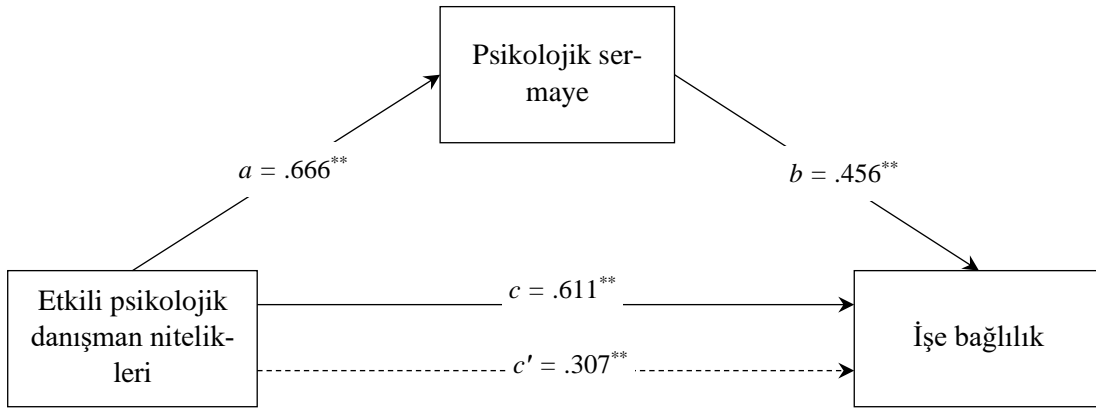 Psikolojik ser-
maye
a = .666**
b = .456**
Etkili psikolojik
danışman nitelik-
leri
c = .611**
c′ = .307**
İşe bağlılık